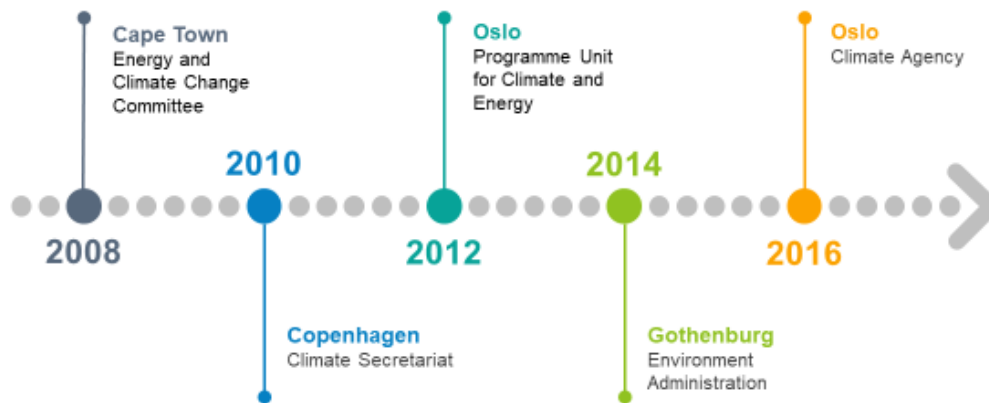 Cape Town
Energy and
Climate Change
Committee
2008
2010
Copenhagen
Climate Secretariat
Oslo
Programme Unit
for Climate and
Energy
2012
2014
Gothenburg
Environment
Administration
Oslo
Climate Agency
2016